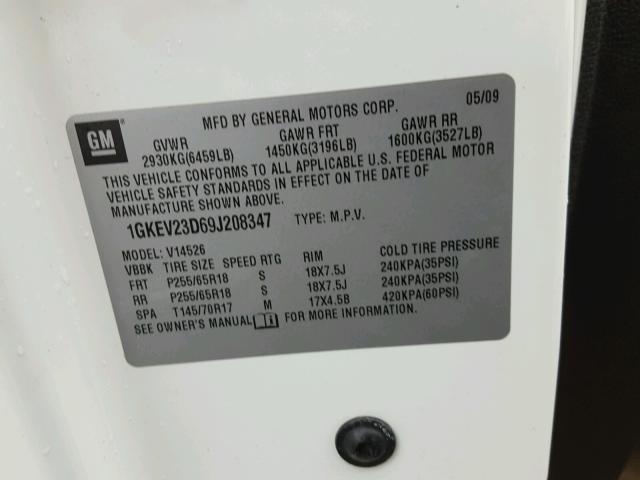 MFD BY GENERAL MOTORS CORP. 05/09
GM
GVWR GAWR FRT GAWR RR
2930KG(6459LB) 1450KG(3196LB) 1600KG(3527LB)
THIS VEHICLE CONFORMS TO ALL APPLICABLE U.S. FEDERAL MOTOR
VEHICLE SAFETY STANDARDS IN EFFECT ON THE DATE OF
MANUFACTURE SHOWN ABOVE.
1GKEV23D69J208347 TYPE: M.P.V.
MODEL: V14526
VBBK TIRE SIZE SPEED RTG RIM COLD TIRE PRESSURE
FRT P255/65R18 S 18X7.5J 240KPA(35PSI)
RR P255/65R18 S 18X7.5J 240KPA(35PSI)
SPA T145/70R17 M 17X4.5B 420KPA(60PSI)
SEE OWNER'S MANUAL FOR MORE INFORMATION.